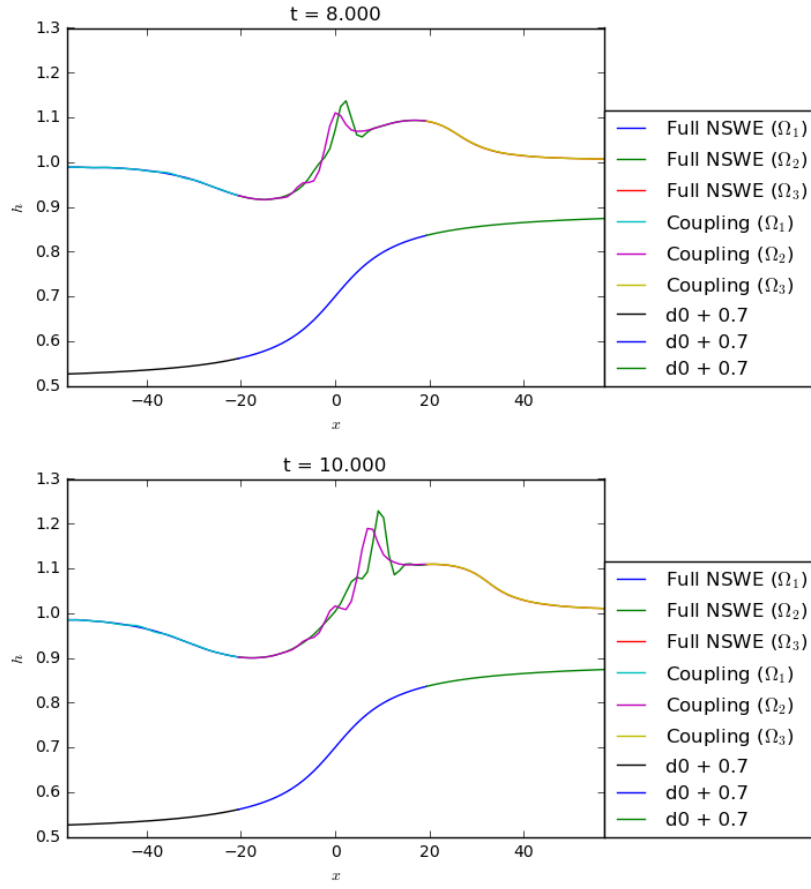 t = 8.000
1.3
1.2
1.1
1.0
0.9
0.8
0.7
0.6
0.5
h
−40 −20 0 20 40
x
Full NSWE (Ω₁)
Full NSWE (Ω₂)
Full NSWE (Ω₃)
Coupling (Ω₁)
Coupling (Ω₂)
Coupling (Ω₃)
d0 + 0.7
d0 + 0.7
d0 + 0.7
t = 10.000
1.3
1.2
1.1
1.0
0.9
0.8
0.7
0.6
0.5
h
−40 −20 0 20 40
x
Full NSWE (Ω₁)
Full NSWE (Ω₂)
Full NSWE (Ω₃)
Coupling (Ω₁)
Coupling (Ω₂)
Coupling (Ω₃)
d0 + 0.7
d0 + 0.7
d0 + 0.7